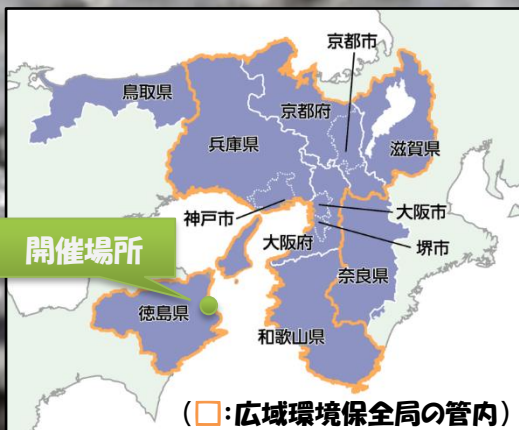 京都市
鳥取県
京都府
兵庫県
滋賀県
神戸市
大阪市
大阪府
堺市
開催場所
奈良県
徳島県
和歌山県
(□:広域環境保全局の管内)